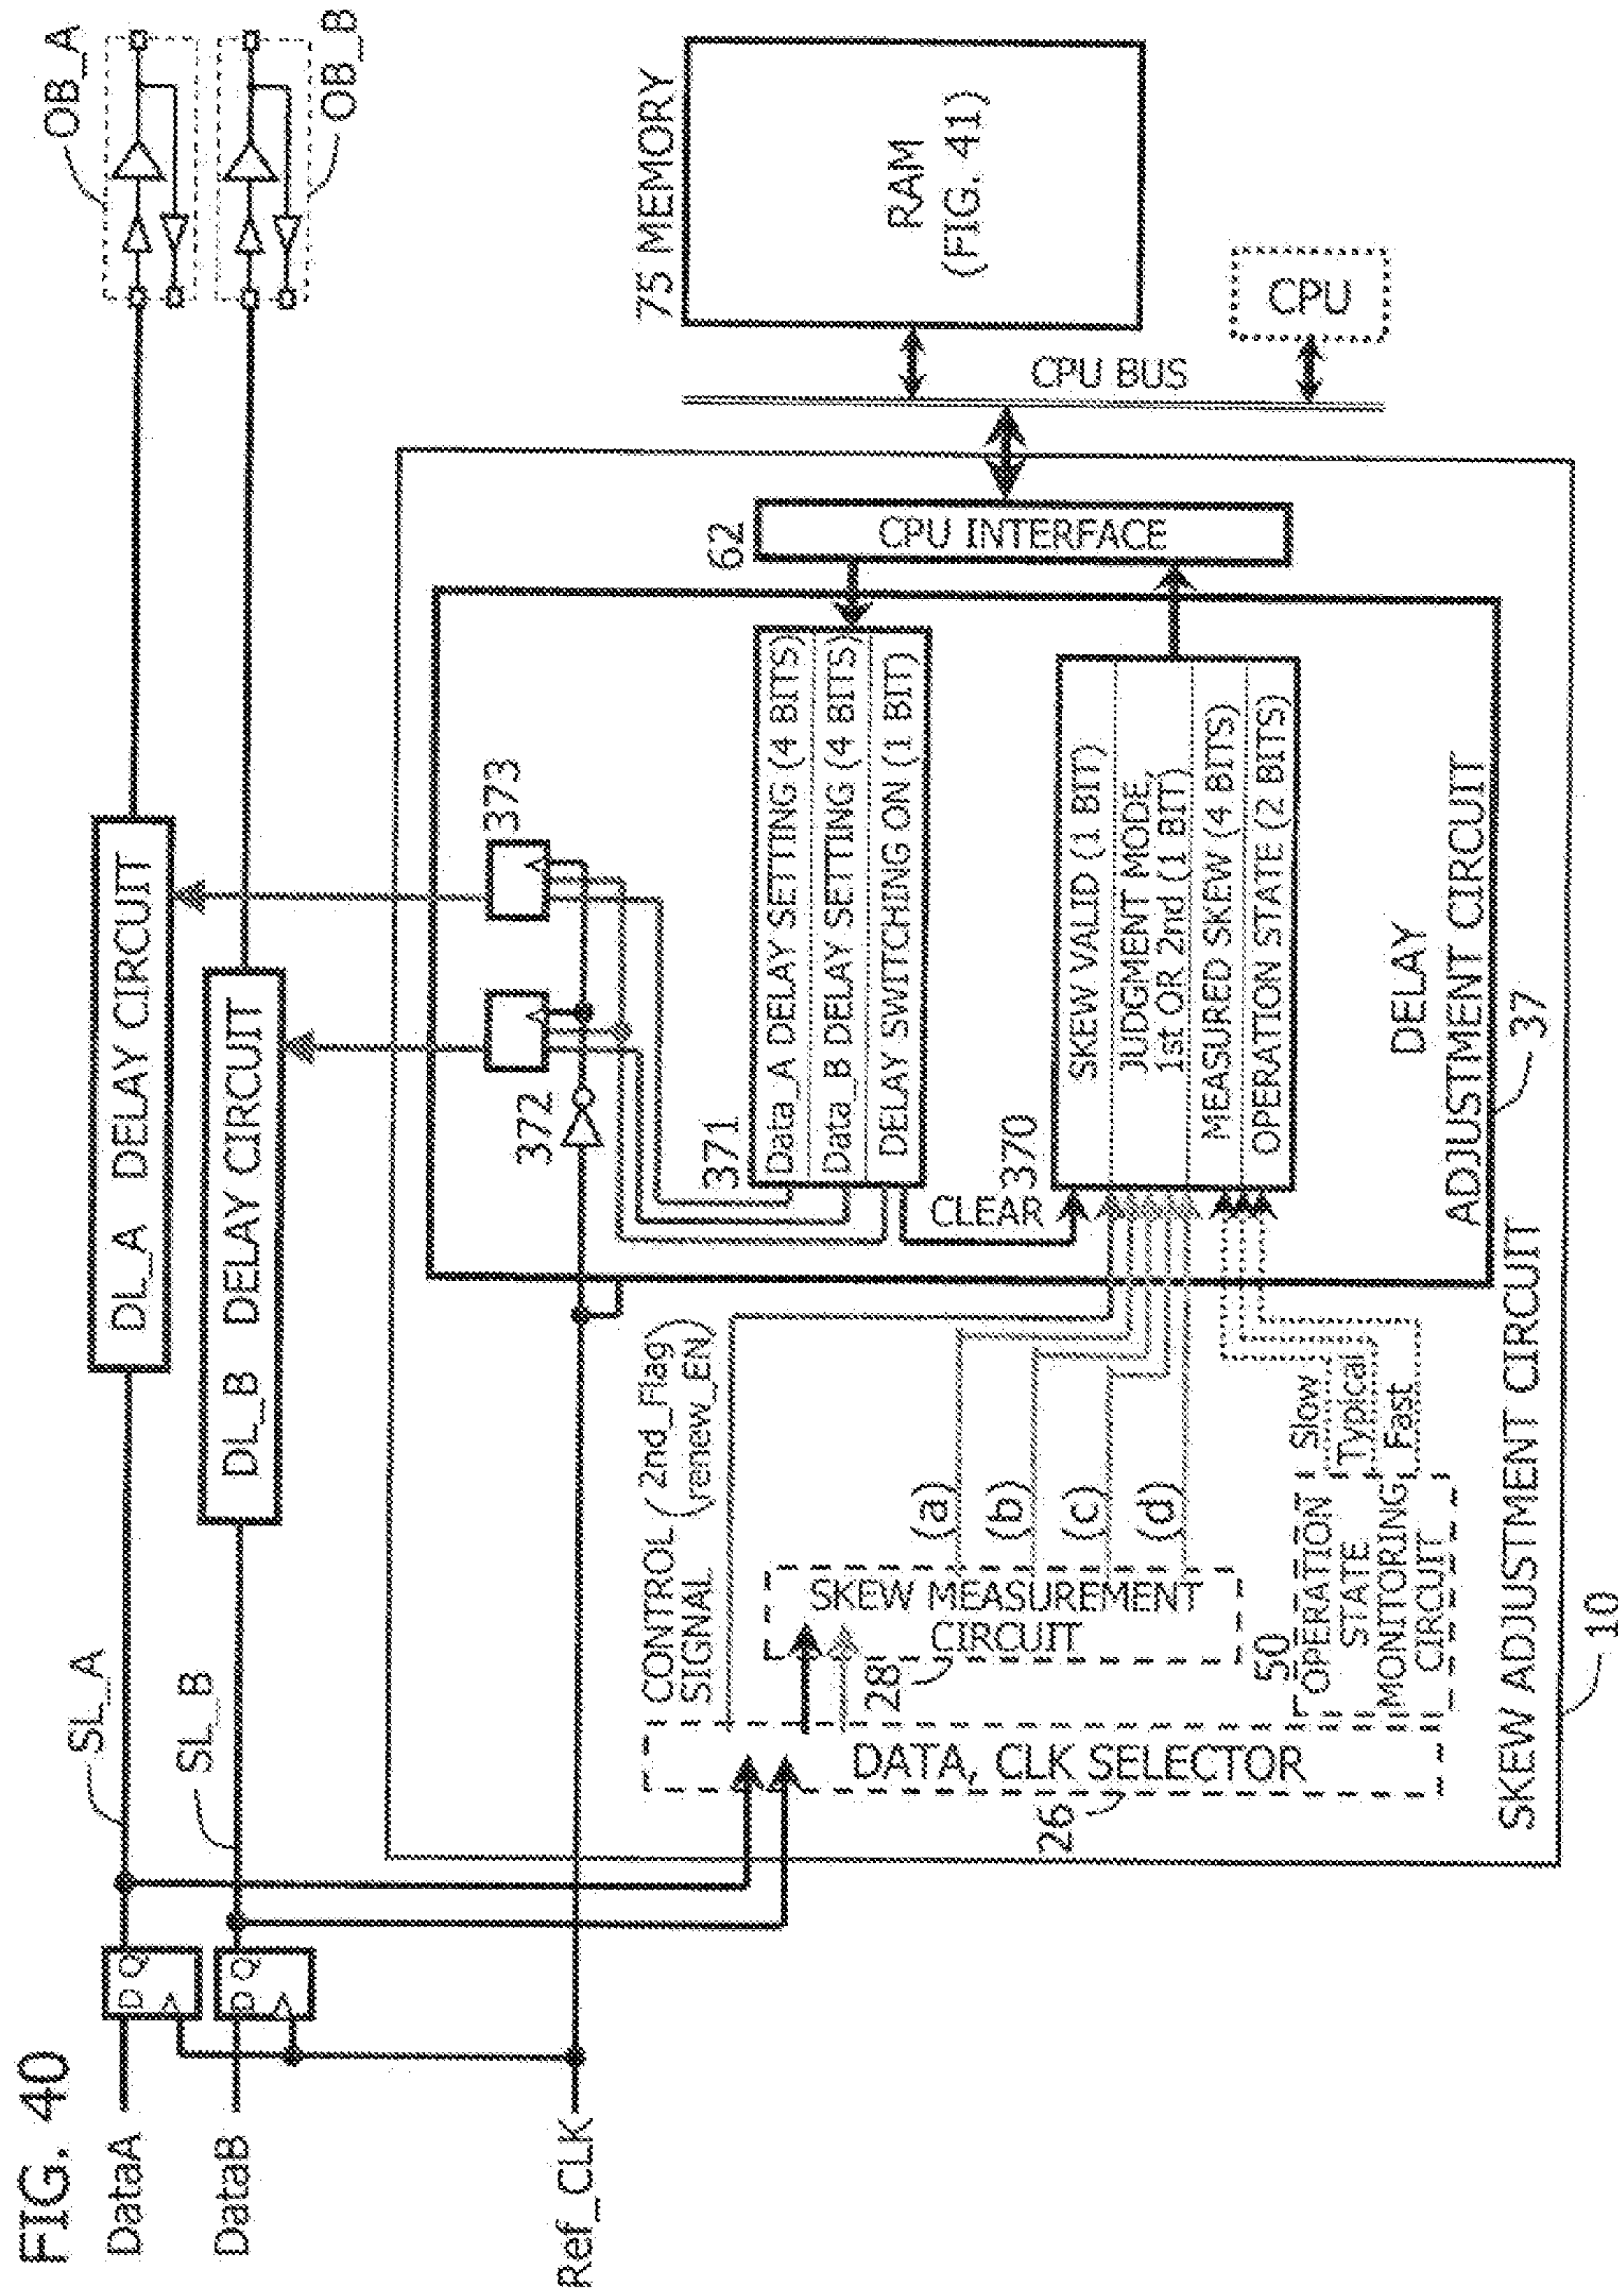 FIG. 40
DataA
DataB
Ref_CLK
D Q
D Q
SL_A
SL_B
DL_A DELAY CIRCUIT
DL_B DELAY CIRCUIT
OB_A
OB_B
CONTROL
SIGNAL
( 2nd_Flag )
( renew_EN )
DATA, CLK SELECTOR
26
SKEW MEASUREMENT
CIRCUIT
28
(a)
(b)
(c)
(d)
50
OPERATION
STATE
MONITORING
CIRCUIT
Slow
Typical
Fast
372
373
371
Data_A DELAY SETTING (4 BITS)
Data_B DELAY SETTING (4 BITS)
DELAY SWITCHING ON (1 BIT)
CLEAR
370
SKEW VALID (1 BIT)
JUDGMENT MODE,
1st OR 2nd (1 BIT)
MEASURED SKEW (4 BITS)
OPERATION STATE (2 BITS)
DELAY
ADJUSTMENT CIRCUIT
37
62
CPU INTERFACE
CPU BUS
75 MEMORY
RAM
(FIG. 41)
CPU
SKEW ADJUSTMENT CIRCUIT
10